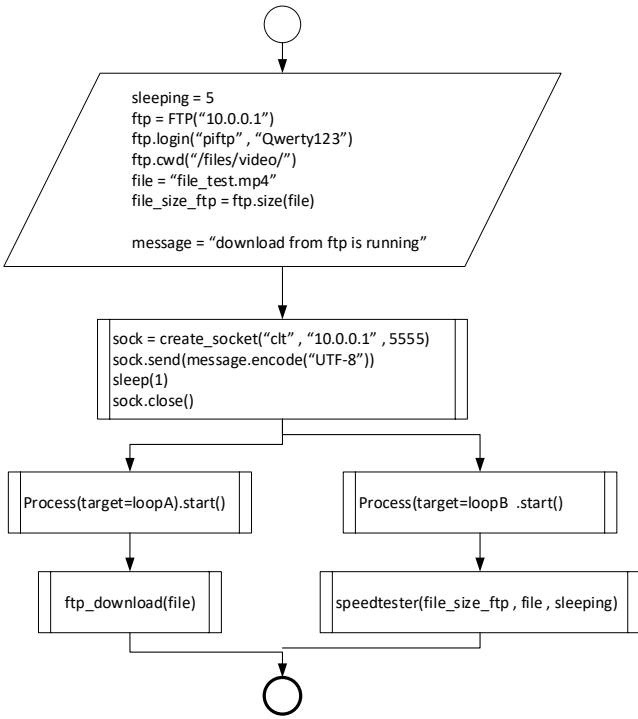 sleeping = 5
ftp = FTP(“10.0.0.1”)
ftp.login(“piftp” , “Qwerty123”)
ftp.cwd(“/files/video/”)
file = “file_test.mp4”
file_size_ftp = ftp.size(file)
message = “download from ftp is running”
sock = create_socket(“clt” , “10.0.0.1” , 5555)
sock.send(message.encode(“UTF-8”))
sleep(1)
sock.close()
Process(target=loopA).start()
Process(target=loopB .start()
ftp_download(file)
speedtester(file_size_ftp , file , sleeping)